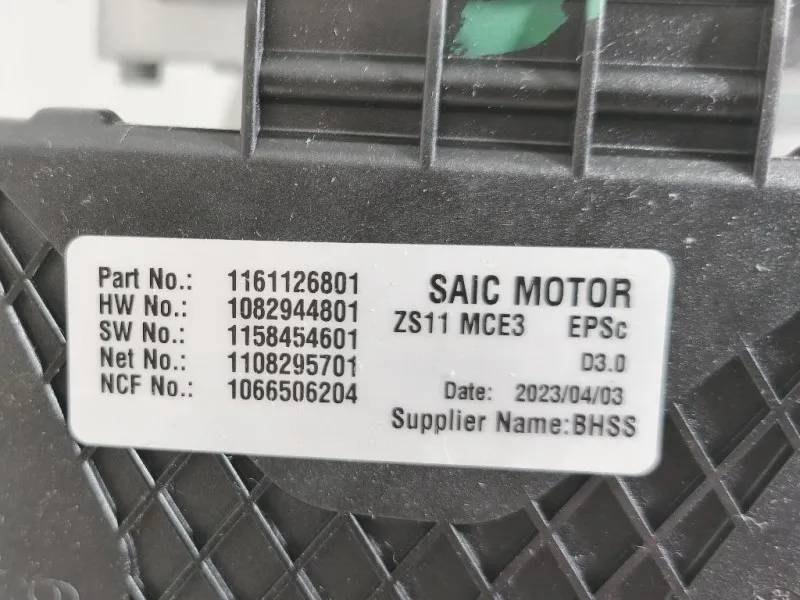 Part No.: 1161126801
HW No.: 1082944801
SW No.: 1158454601
Net No.: 1108295701
NCF No.: 1066506204
SAIC MOTOR
ZS11 MCE3 EPSc
D3.0
Date: 2023/04/03
Supplier Name:BHSS